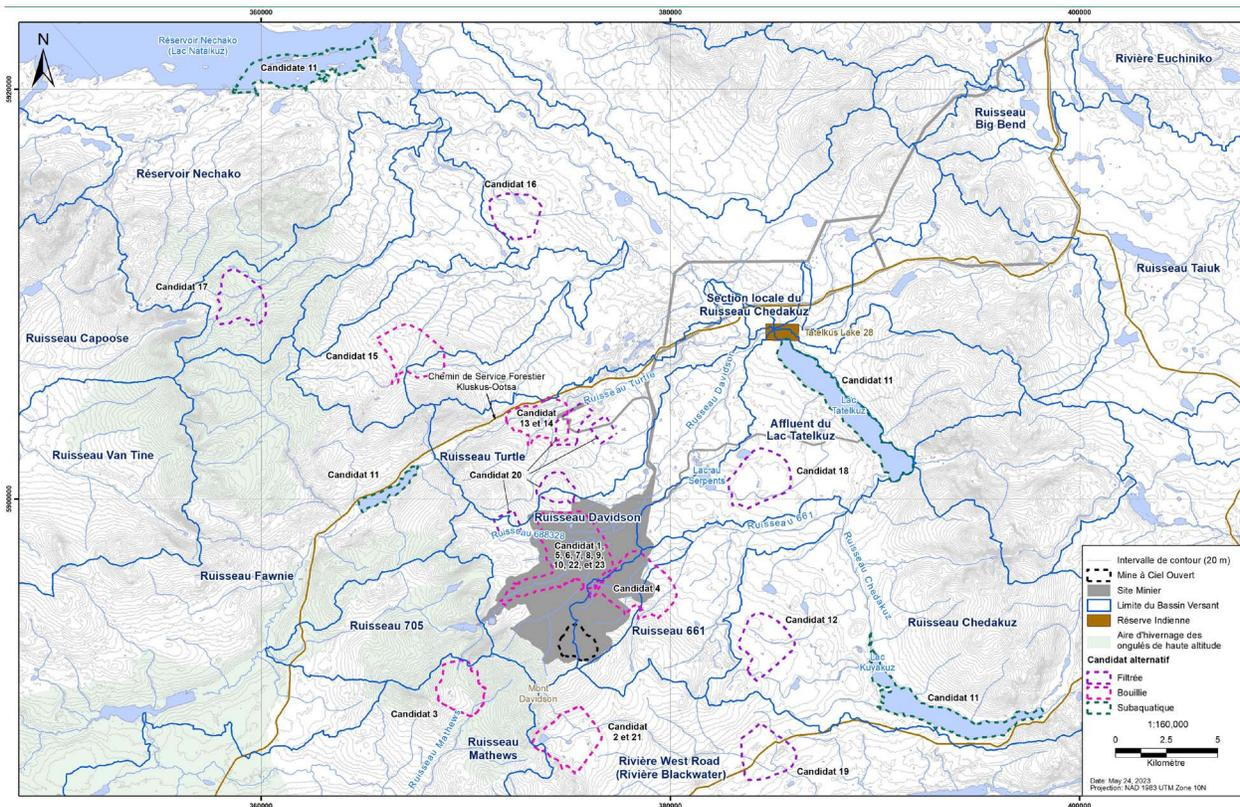 360000
380000
400000
N
Réservoir Nechako
(Lac Natalkuz)
Candidate 11
5920000
Rivière Euchiniko
Ruisseau
Big Bend
Réservoir Nechako
Candidat 16
Ruisseau Taiuk
Candidat 17
Section locale du
Ruisseau Chedakuz
Tatelkus Lake 28
Ruisseau Capoose
Candidat 15
Chemin de Service Forestier
Kluskus-Ootsa
Ruisseau Turtle
Ruisseau Davidson
Candidat 11
Lac
Tatelkuz
Candidat
13 et 14
Affluent du
Lac Tatelkuz
Ruisseau Van Tine
Ruisseau Turtle
Candidat 11
Candidat 20
Lac au
Serpents
Candidat 18
5900000
Ruisseau Davidson
Ruisseau 688328
Ruisseau 661
Candidat 1,
5, 6, 7, 8, 9,
10, 22, et 23
Ruisseau Chedakuz
Ruisseau Fawnie
Candidat 4
Ruisseau 705
Ruisseau 661
Candidat 12
Ruisseau Chedakuz
Lac
Kuyakuz
Mont
Davidson
Candidat 11
Candidat 3
Ruisseau Mathews
Ruisseau
Mathews
Candidat
2 et 21
Rivière West Road
(Rivière Blackwater)
Candidat 19
Intervalle de contour (20 m)
Mine à Ciel Ouvert
Site Minier
Limite du Bassin Versant
Réserve Indienne
Aire d'hivernage des
ongulés de haute altitude
Candidat alternatif
Filtrée
Bouillie
Subaquatique
1:160,000
0 2.5 5
Kilomètre
Date: May 24, 2023
Projection: NAD 1983 UTM Zone 10N
360000
380000
400000